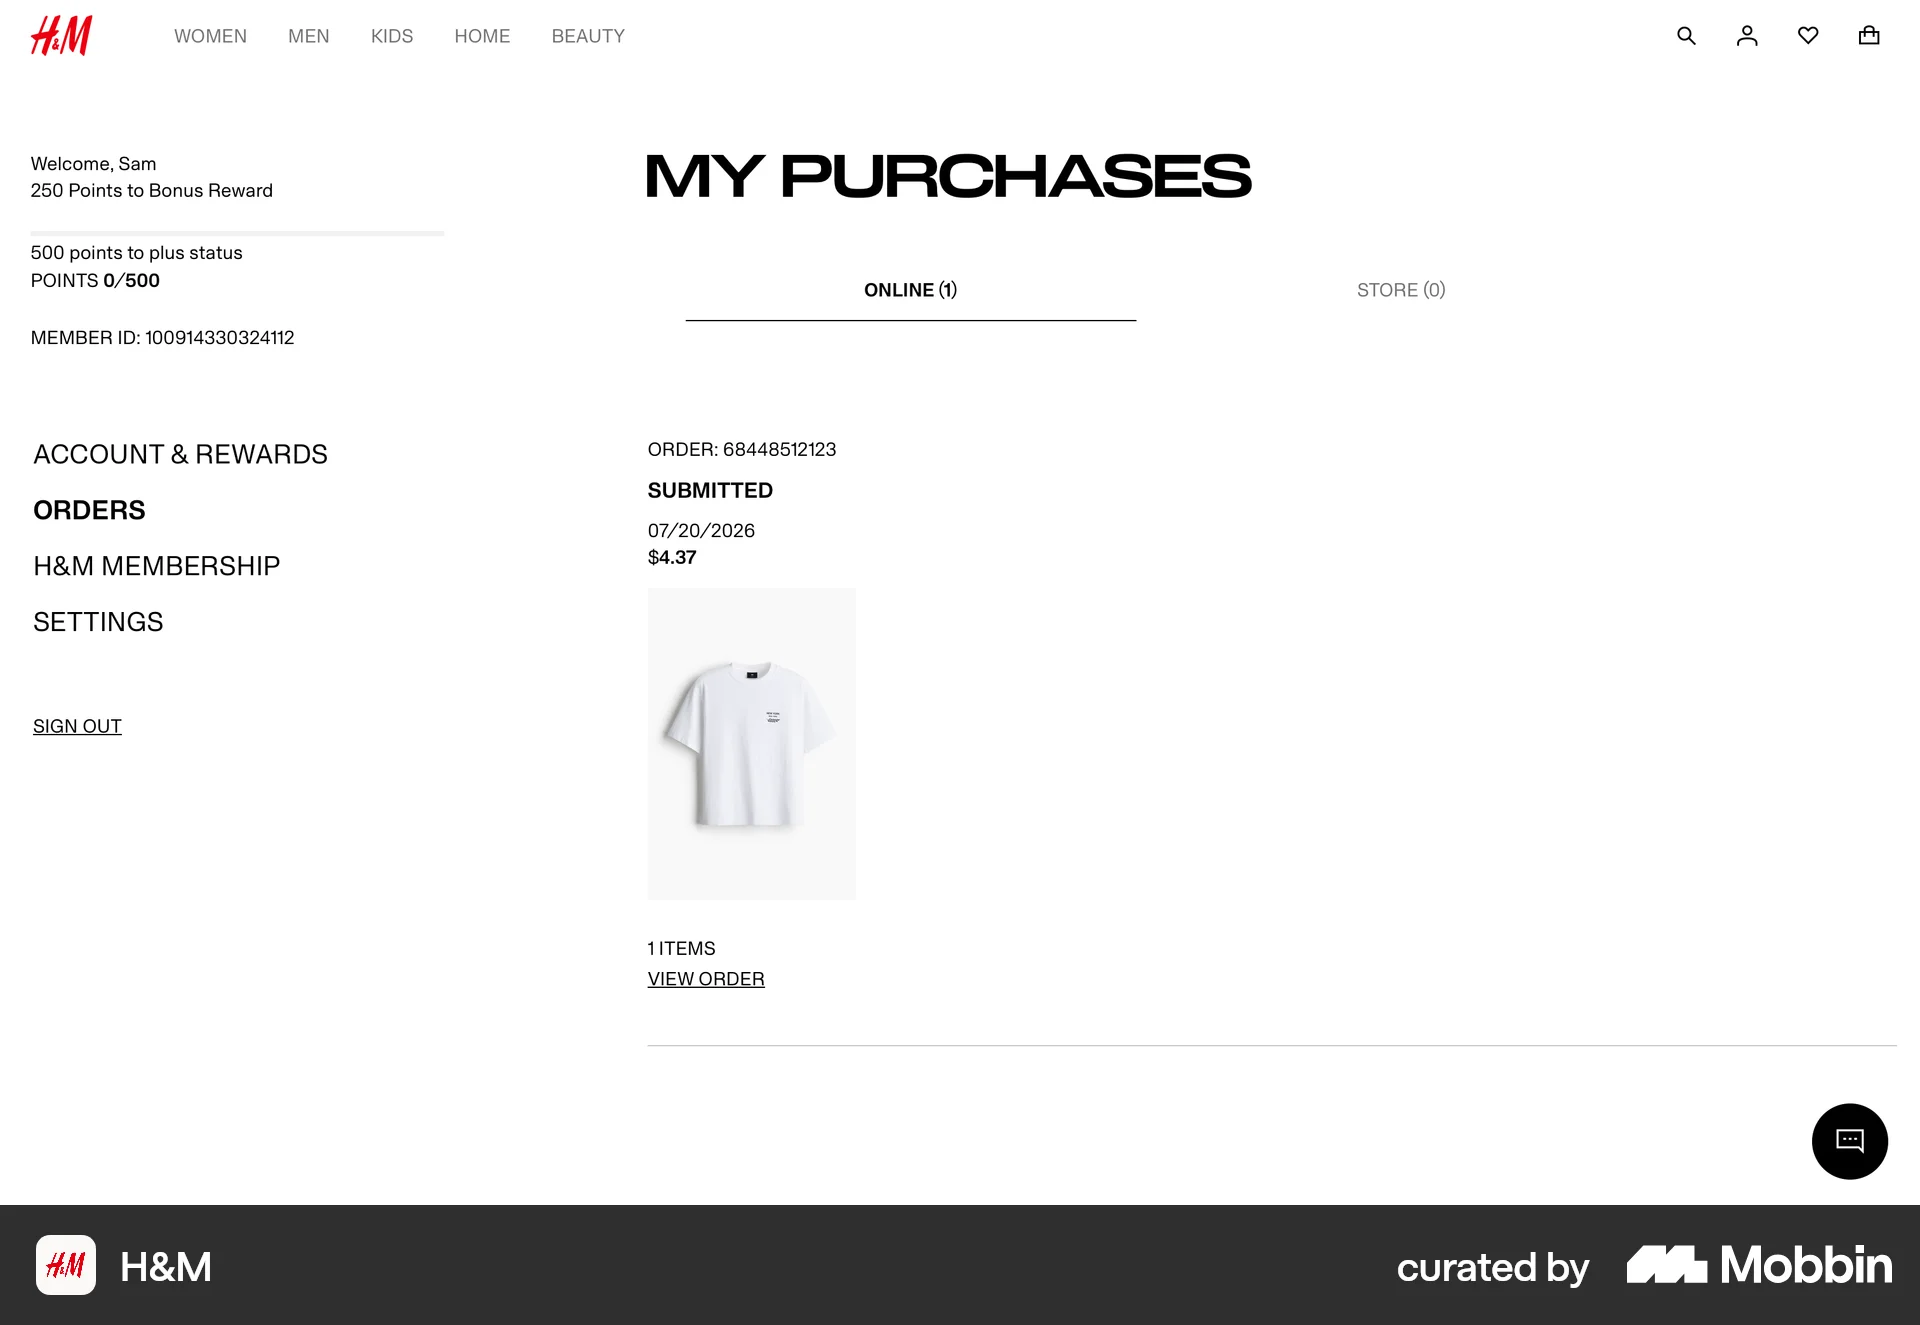 H&M
WOMEN MEN KIDS HOME BEAUTY
Welcome, Sam
250 Points to Bonus Reward
500 points to plus status
POINTS 0/500
MEMBER ID: 100914330324112
ACCOUNT & REWARDS
ORDERS
H&M MEMBERSHIP
SETTINGS
SIGN OUT
MY PURCHASES
ONLINE (1) STORE (0)
ORDER: 68448512123
SUBMITTED
07/20/2026
$4.37
1 ITEMS
VIEW ORDER
H&M H&M
curated by Mobbin